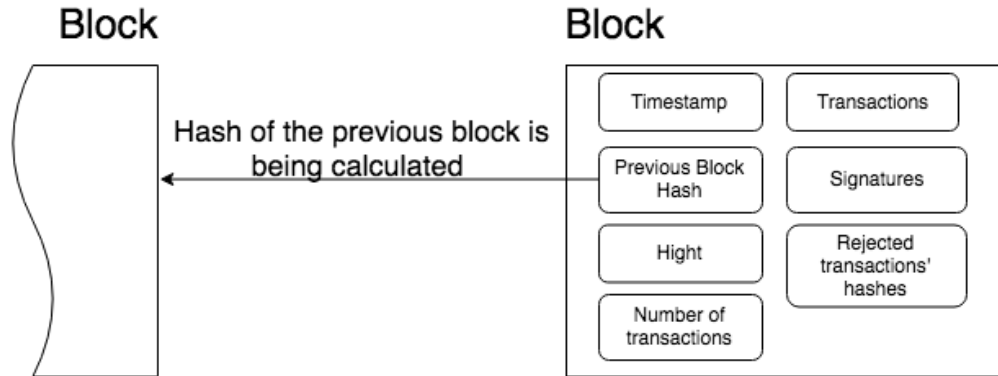 Block
Block
Hash of the previous block is
being calculated
Timestamp
Transactions
Previous Block
Hash
Signatures
Hight
Rejected
transactions'
hashes
Number of
transactions